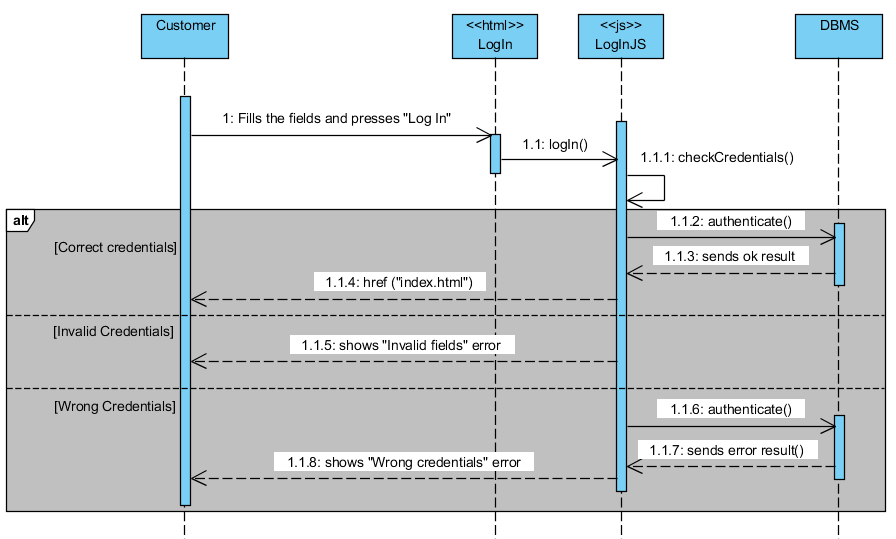 Customer
<<html>>
LogIn
<<js>>
LogInJS
DBMS
1: Fills the fields and presses "Log In"
1.1: logIn()
1.1.1: checkCredentials()
alt
1.1.2: authenticate()
[Correct credentials]
1.1.3: sends ok result
1.1.4: href ("index.html")
[Invalid Credentials]
1.1.5: shows "Invalid fields" error
[Wrong Credentials]
1.1.6: authenticate()
1.1.7: sends error result()
1.1.8: shows "Wrong credentials" error